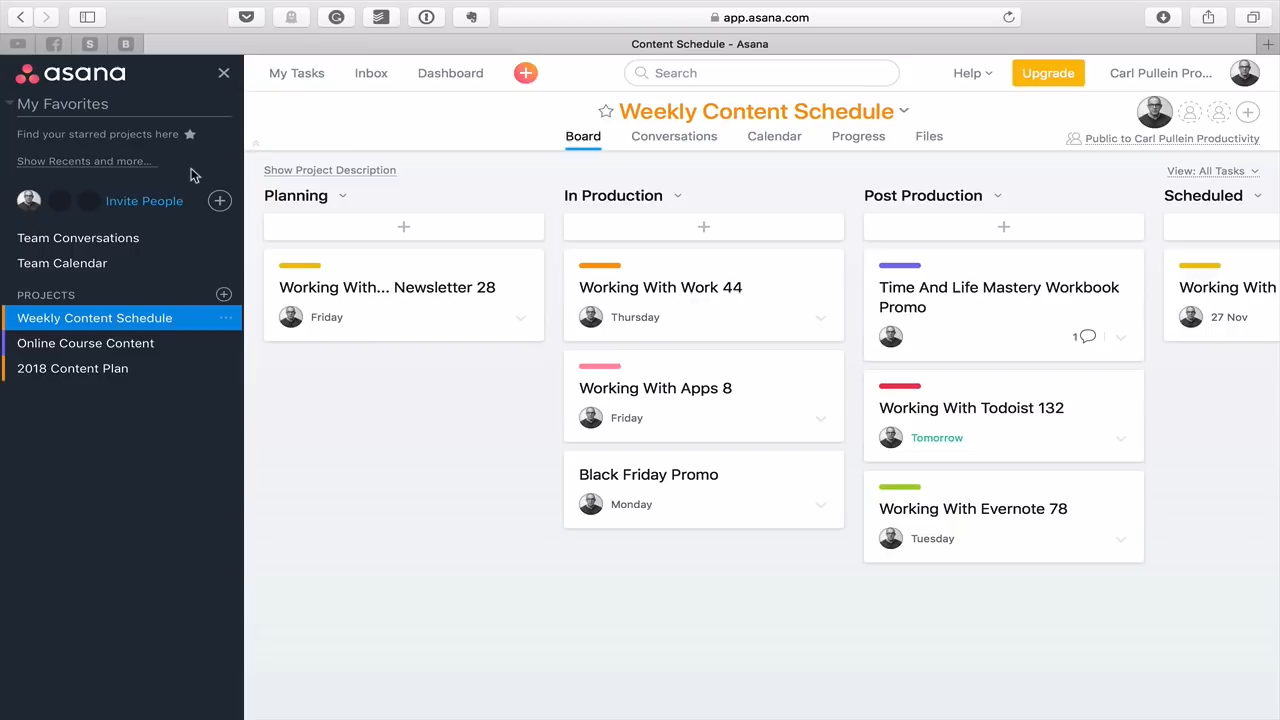 app.asana.com
S
B
Content Schedule - Asana
asana
My Favorites
Find your starred projects here
Show Recents and more...
Invite People
Team Conversations
Team Calendar
PROJECTS
Weekly Content Schedule
Online Course Content
2018 Content Plan
My Tasks
Inbox
Dashboard
Search
Help
Upgrade
Carl Pullein Pro...
Weekly Content Schedule
Board
Conversations
Calendar
Progress
Files
Public to Carl Pullein Productivity
Show Project Description
View: All Tasks
Planning
Working With... Newsletter 28
Friday
In Production
Working With Work 44
Thursday
Working With Apps 8
Friday
Black Friday Promo
Monday
Post Production
Time And Life Mastery Workbook
Promo
1
Working With Todoist 132
Tomorrow
Working With Evernote 78
Tuesday
Scheduled
Working With
27 Nov